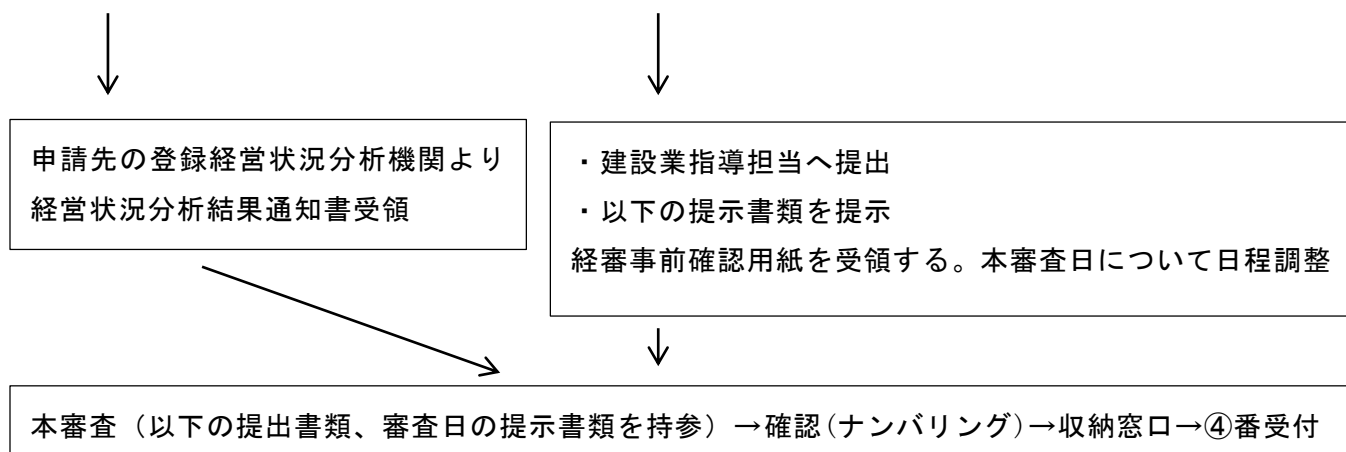 申請先の登録経営状況分析機関より
経営状況分析結果通知書受領
・建設業指導担当へ提出
・以下の提示書類を提示
経審事前確認用紙を受領する。本審査日について日程調整
本審査（以下の提出書類、審査日の提示書類を持参）→確認(ナンバリング)→収納窓口→④番受付